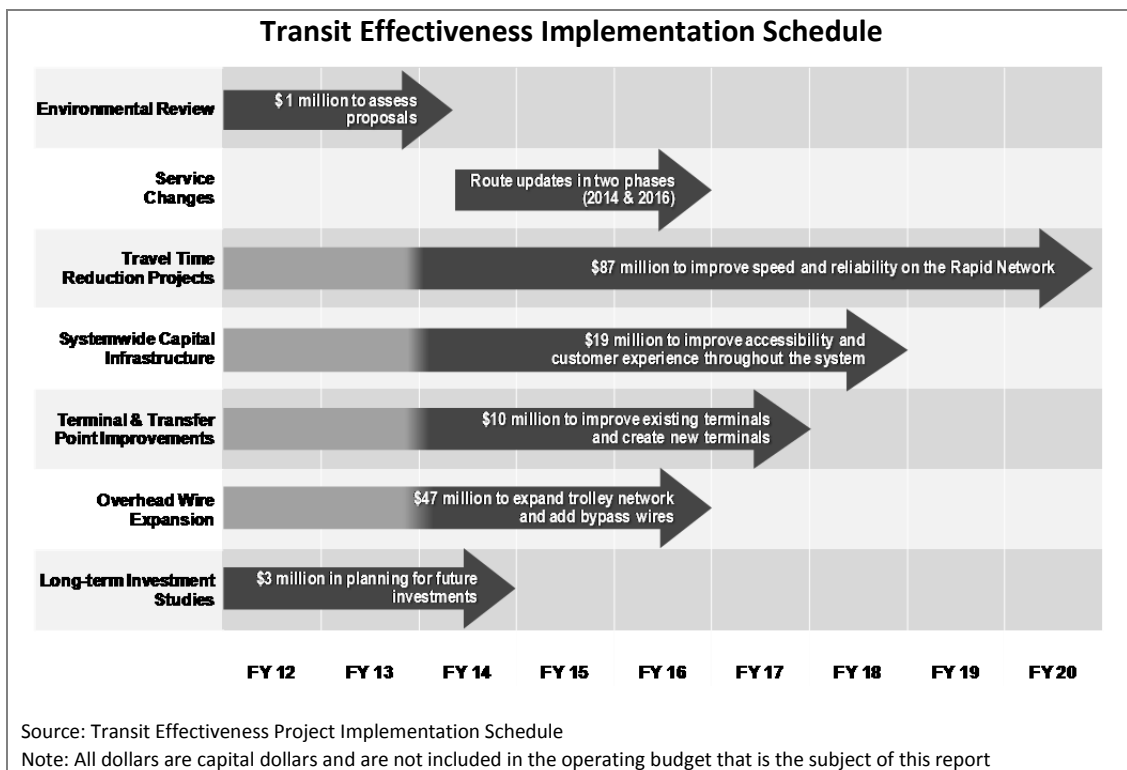 Transit Effectiveness Implementation Schedule
Environmental Review
$1 million to assess
proposals
Service
Changes
Route updates in two phases
(2014 & 2016)
Travel Time
Reduction Projects
$87 million to improve speed and reliability on the Rapid Network
Systemwide Capital
Infrastructure
$19 million to improve accessibility and
customer experience throughout the system
Terminal & Transfer
Point Improvements
$10 million to improve existing terminals
and create new terminals
Overhead Wire
Expansion
$47 million to expand trolley network
and add bypass wires
Long-term Investment
Studies
$3 million in planning for future
investments
FY 12 FY 13 FY 14 FY 15 FY 16 FY 17 FY 18 FY 19 FY 20
Source: Transit Effectiveness Project Implementation Schedule
Note: All dollars are capital dollars and are not included in the operating budget that is the subject of this report